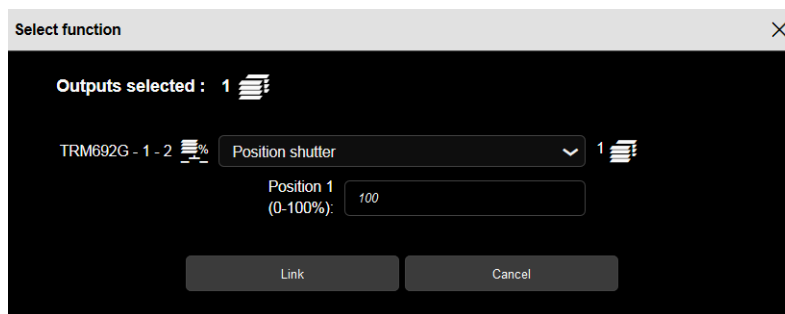 Select function
Outputs selected : 1
TRM692G - 1 - 2 % Position shutter 1
Position 1
(0-100%): 100
Link Cancel